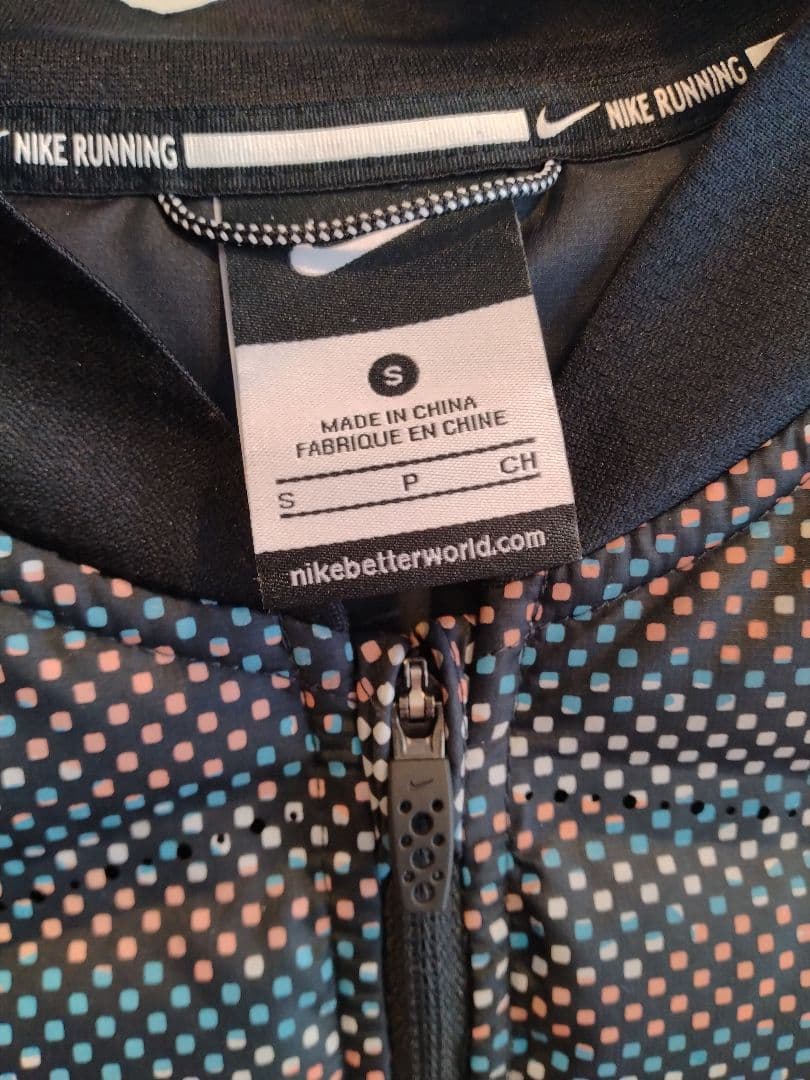 NIKE RUNNING
NIKE RUNNING
S
MADE IN CHINA
FABRIQUE EN CHINE
S P CH
nikebetterworld.com